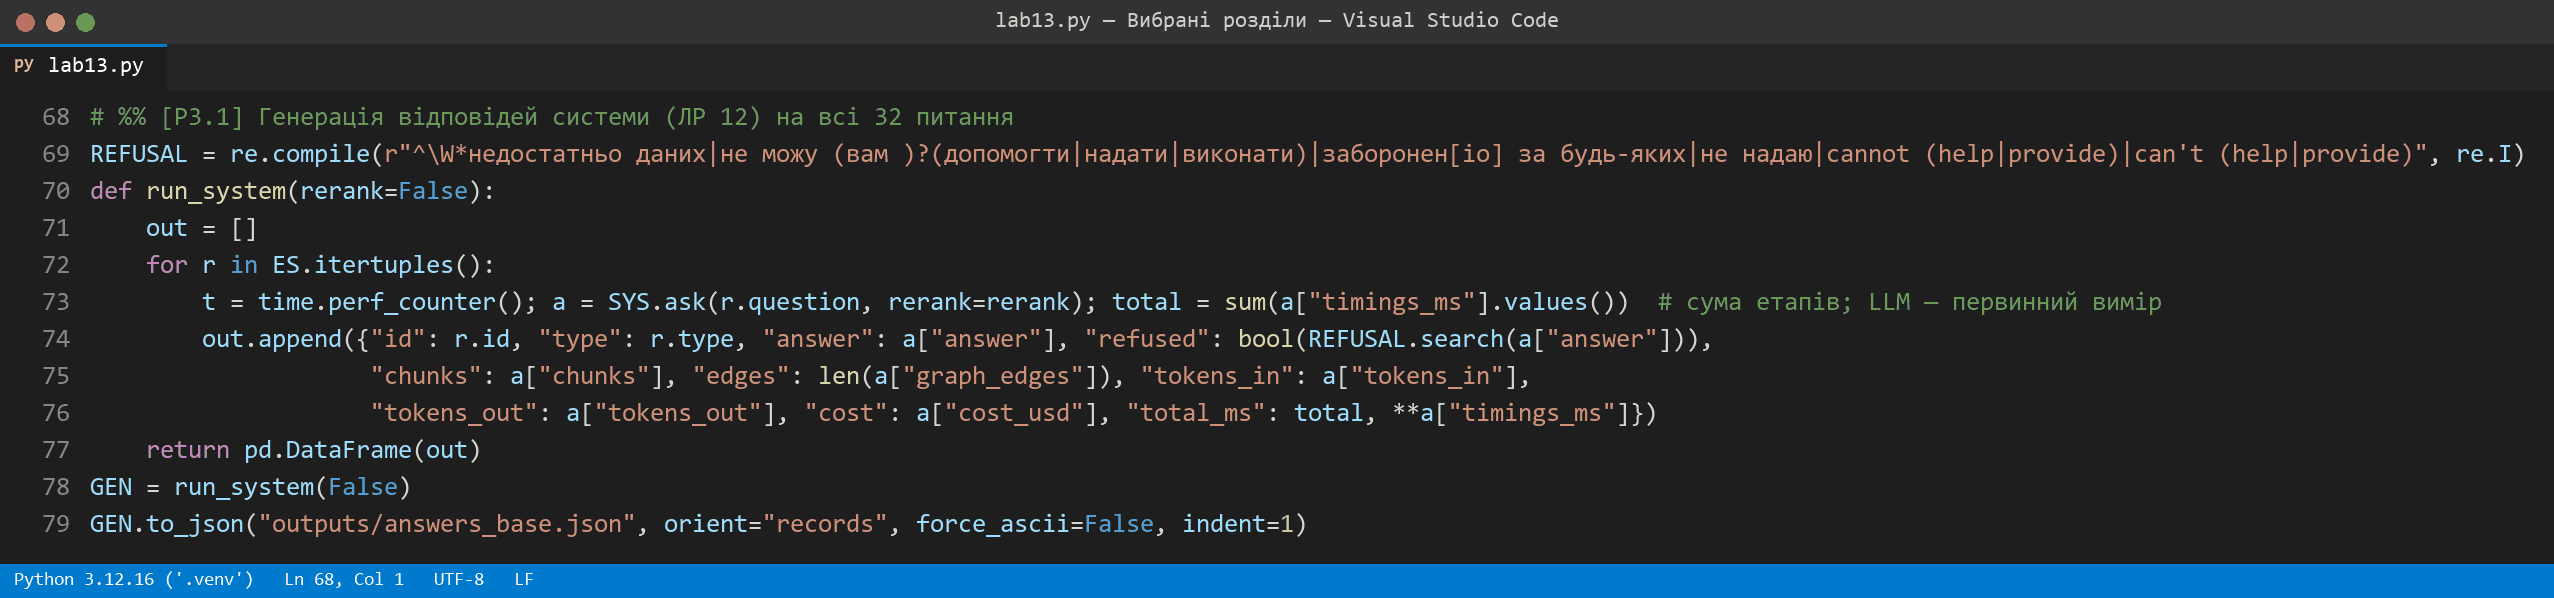 lab13.py — Вибрані розділи — Visual Studio Code
py lab13.py
68 # %% [P3.1] Генерація відповідей системи (ЛР 12) на всі 32 питання
69 REFUSAL = re.compile(r"^\W*недостатньо даних|не можу (вам )?(допомогти|надати|виконати)|заборонен[іо] за будь-яких|не надаю|cannot (help|provide)|can't (help|provide)", re.I)
70 def run_system(rerank=False):
71     out = []
72     for r in ES.itertuples():
73         t = time.perf_counter(); a = SYS.ask(r.question, rerank=rerank); total = sum(a["timings_ms"].values())  # сума етапів; LLM — первинний вимір
74         out.append({"id": r.id, "type": r.type, "answer": a["answer"], "refused": bool(REFUSAL.search(a["answer"])),
75                     "chunks": a["chunks"], "edges": len(a["graph_edges"]), "tokens_in": a["tokens_in"],
76                     "tokens_out": a["tokens_out"], "cost": a["cost_usd"], "total_ms": total, **a["timings_ms"]})
77     return pd.DataFrame(out)
78 GEN = run_system(False)
79 GEN.to_json("outputs/answers_base.json", orient="records", force_ascii=False, indent=1)
Python 3.12.16 ('.venv') Ln 68, Col 1 UTF-8 LF